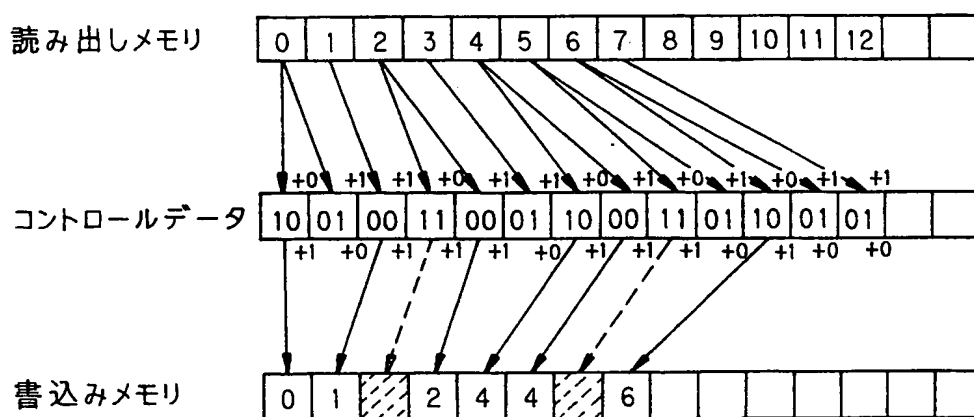 読み出しメモリ 0 1 2 3 4 5 6 7 8 9 10 11 12
+0 +1 +1 +0 +1 +1 +0 +1 +0 +1 +0 +1 +1
コントロールデータ 10 01 00 11 00 01 10 00 11 01 10 01 01
+1 +0 +1 +1 +1 +0 +1 +1 +1 +0 +1 +0 +0
書込みメモリ 0 1 2 4 4 6